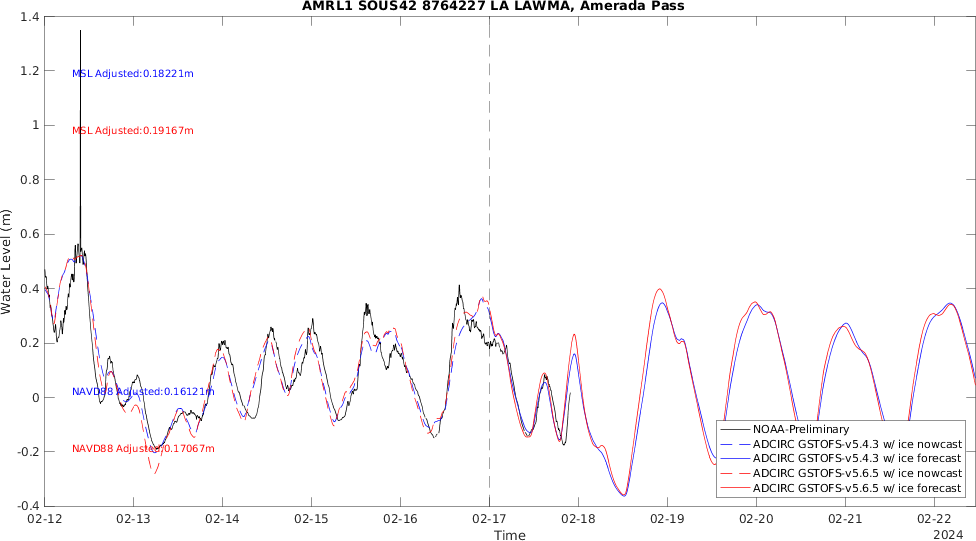 AMRL1 SOUS42 8764227 LA LAWMA, Amerada Pass
1.4
1.2
1
0.8
0.6
0.4
0.2
0
-0.2
-0.4
Water Level (m)
MSL Adjusted:0.18221m
MSL Adjusted:0.19167m
NAVD88 Adjusted:0.16121m
NAVD88 Adjusted:0.17067m
NOAA-Preliminary
ADCIRC GSTOFS-v5.4.3 w/ ice nowcast
ADCIRC GSTOFS-v5.4.3 w/ ice forecast
ADCIRC GSTOFS-v5.6.5 w/ ice nowcast
ADCIRC GSTOFS-v5.6.5 w/ ice forecast
02-12 02-13 02-14 02-15 02-16 02-17 02-18 02-19 02-20 02-21 02-22
Time
2024